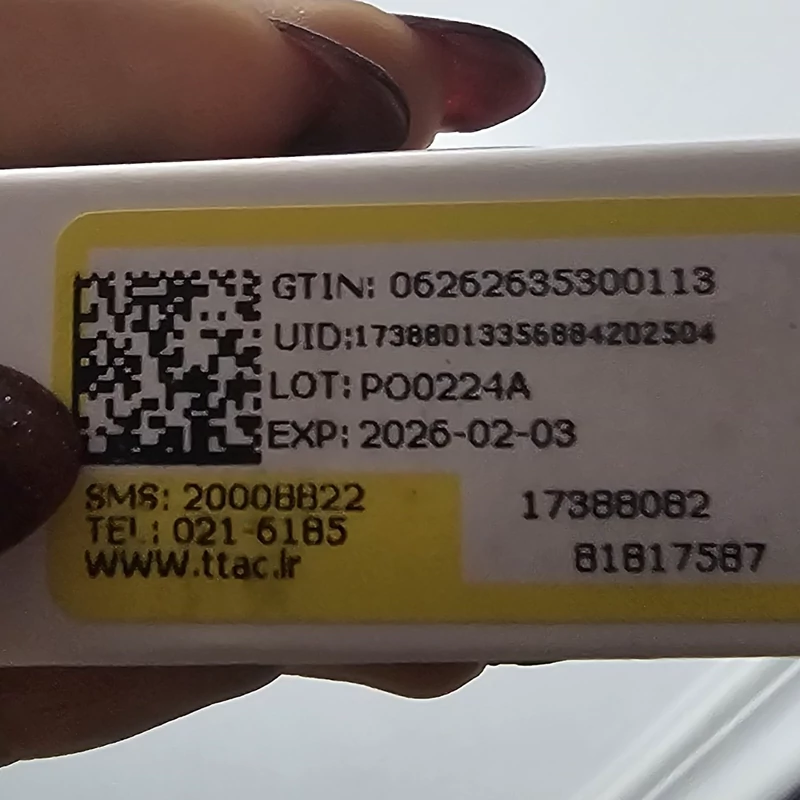 GTIN: 06262635300113
UID:17388013356884202504
LOT: PO0224A
EXP: 2026-02-03
SMS: 20008822
TEL: 021-6185
www.ttac.ir
17388082
81817587